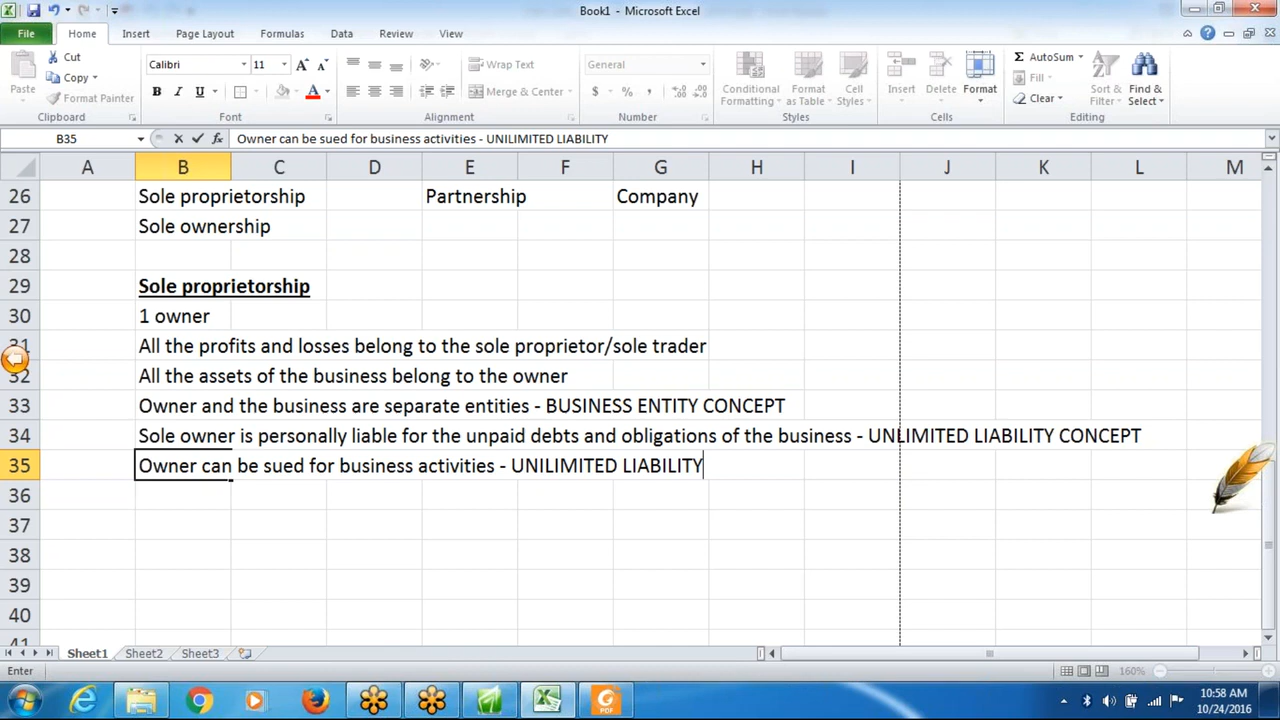 Book1 - Microsoft Excel
File Home Insert Page Layout Formulas Data Review View
Paste
Cut
Copy
Format Painter
Clipboard
Calibri 11
B I U
Font
Wrap Text
Merge & Center
Alignment
General
$ % ,
Number
Conditional Formatting
Format as Table
Cell Styles
Styles
Insert Delete Format
Cells
AutoSum
Fill
Clear
Sort & Filter
Find & Select
Editing
B35 fx Owner can be sued for business activities - UNILIMITED LIABILITY
A B C D E F G H I J K L M
26 Sole proprietorship Partnership Company
27 Sole ownership
28
29 Sole proprietorship
30 1 owner
31 All the profits and losses belong to the sole proprietor/sole trader
32 All the assets of the business belong to the owner
33 Owner and the business are separate entities - BUSINESS ENTITY CONCEPT
34 Sole owner is personally liable for the unpaid debts and obligations of the business - UNLIMITED LIABILITY CONCEPT
35 Owner can be sued for business activities - UNILIMITED LIABILITY
36
37
38
39
40
41
Sheet1 Sheet2 Sheet3
Enter 160%
PDF
10:58 AM
10/24/2016